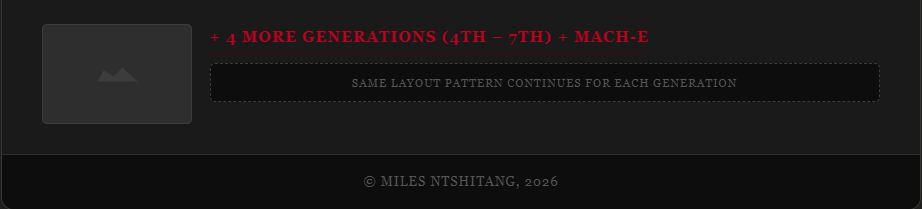 + 4 MORE GENERATIONS (4TH – 7TH) + MACH-E
SAME LAYOUT PATTERN CONTINUES FOR EACH GENERATION
© MILES NTSHITANG, 2026